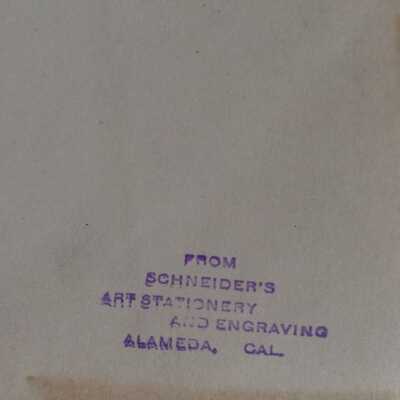 FROM
SCHNEIDER'S
ART STATIONERY
AND ENGRAVING
ALAMEDA, CAL.